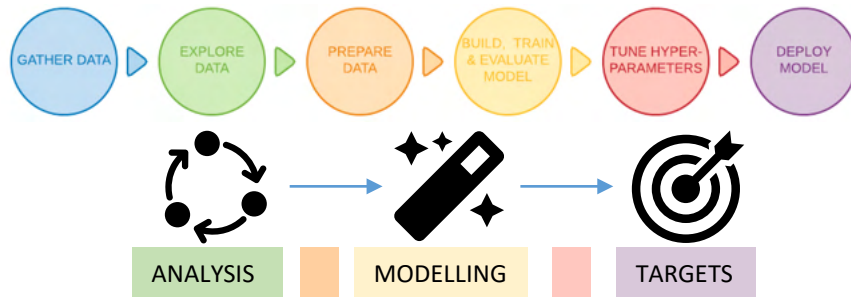 GATHER DATA
EXPLORE
DATA
PREPARE
DATA
BUILD, TRAIN
& EVALUATE
MODEL
TUNE HYPER-
PARAMETERS
DEPLOY
MODEL
ANALYSIS
MODELLING
TARGETS